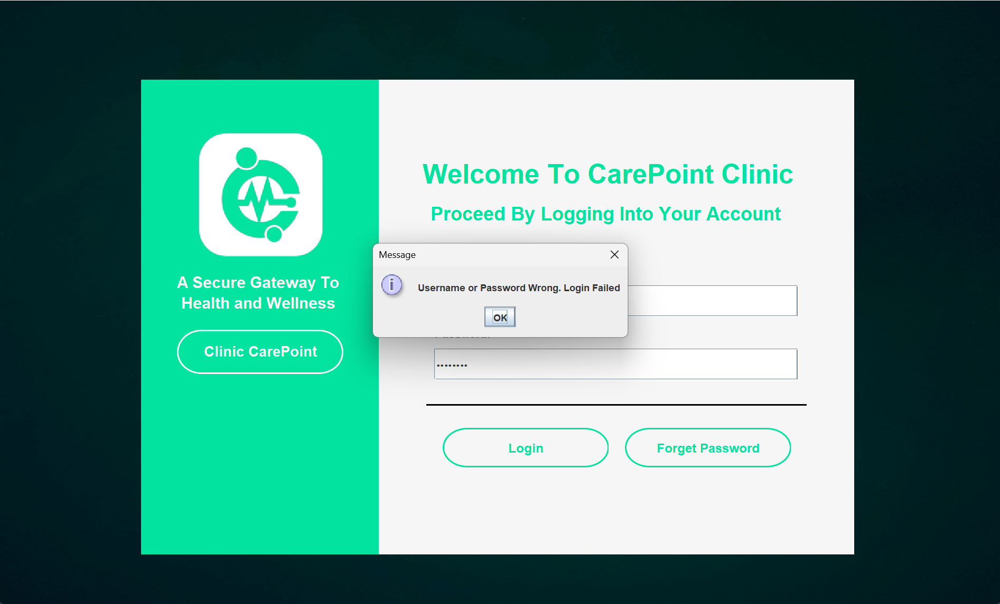 A Secure Gateway To
Health and Wellness
Clinic CarePoint
Welcome To CarePoint Clinic
Proceed By Logging Into Your Account
Message
Username or Password Wrong. Login Failed
OK
Login
Forget Password